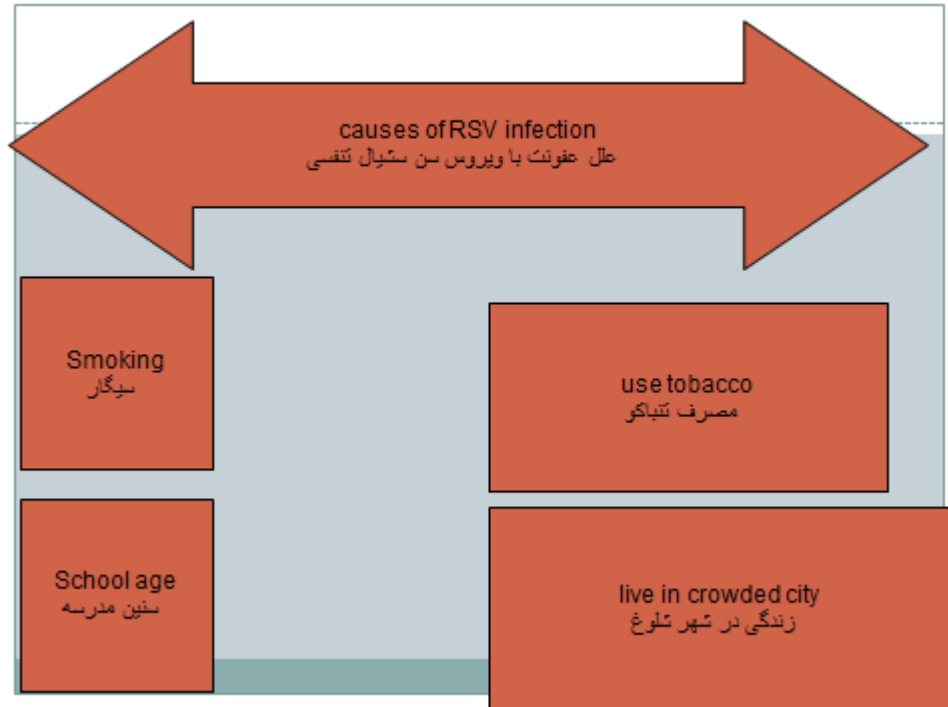 causes of RSV infection
علل عفونت با ویروس سن سشیال تنفسی
Smoking
سیگار
use tobacco
مصرف تنباکو
School age
سنین مدرسه
live in crowded city
زندگی در شهر شلوغ